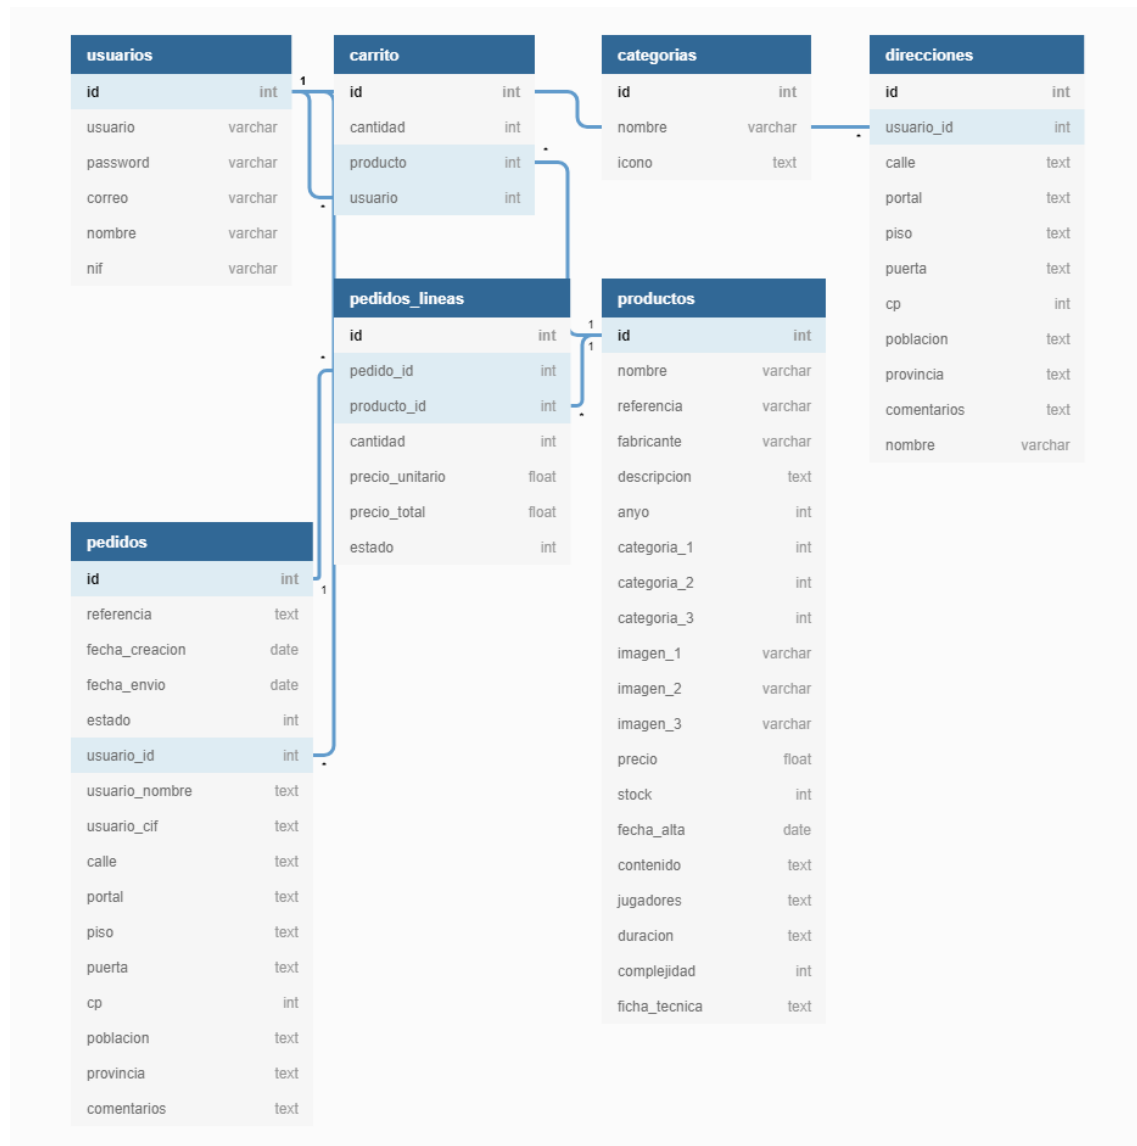 usuarios
id int
usuario varchar
password varchar
correo varchar
nombre varchar
nif varchar
1
*
carrito
id int
cantidad int
producto int
usuario int
*
categorias
id int
nombre varchar
icono text
direcciones
id int
usuario_id int
calle text
portal text
piso text
puerta text
cp int
poblacion text
provincia text
comentarios text
nombre varchar
*
pedidos_lineas
id int
pedido_id int
producto_id int
cantidad int
precio_unitario float
precio_total float
estado int
*
*
productos
1
1
id int
nombre varchar
referencia varchar
fabricante varchar
descripcion text
anyo int
categoria_1 int
categoria_2 int
categoria_3 int
imagen_1 varchar
imagen_2 varchar
imagen_3 varchar
precio float
stock int
fecha_alta date
contenido text
jugadores text
duracion text
complejidad int
ficha_tecnica text
pedidos
id int
1
referencia text
fecha_creacion date
fecha_envio date
estado int
usuario_id int
*
usuario_nombre text
usuario_cif text
calle text
portal text
piso text
puerta text
cp int
poblacion text
provincia text
comentarios text